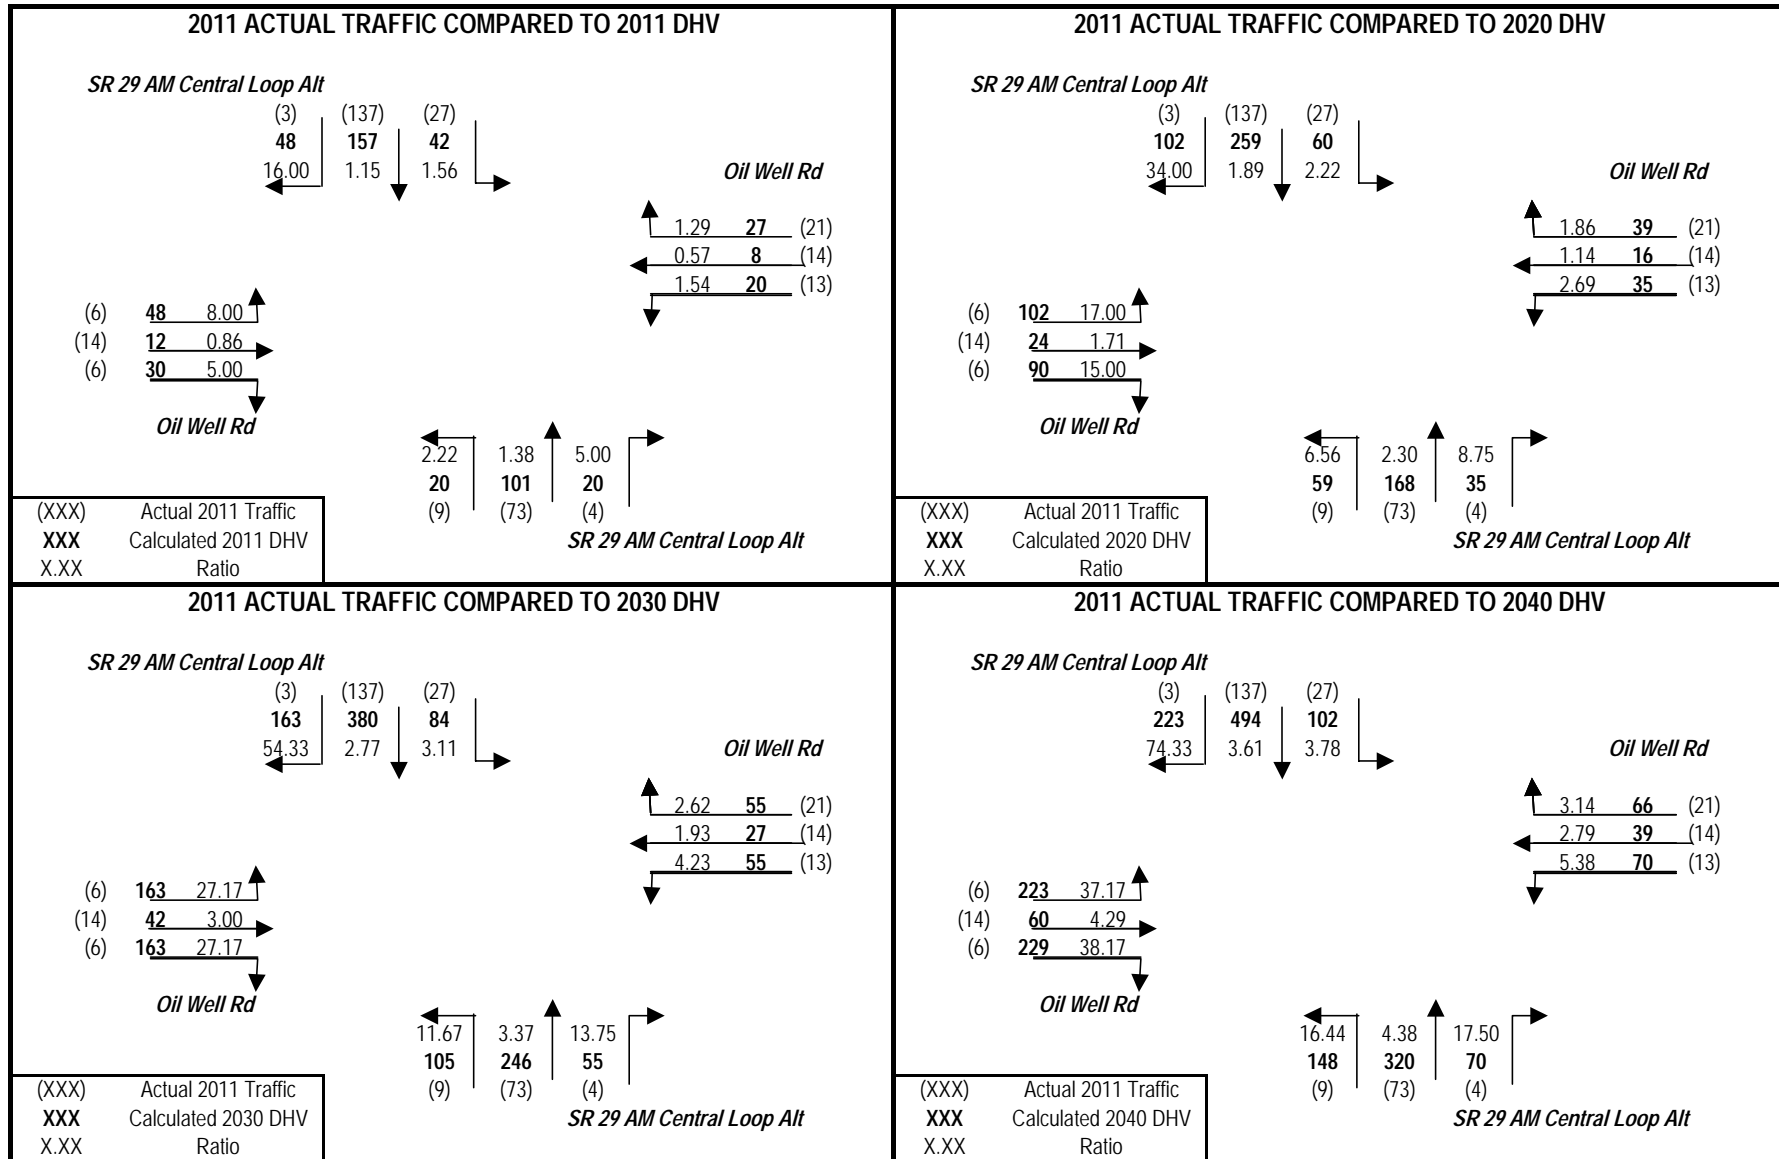 2011 ACTUAL TRAFFIC COMPARED TO 2011 DHV
SR 29 AM Central Loop Alt
(3) (137) (27)
48 157 42
16.00 1.15 1.56
Oil Well Rd
1.29 27 (21)
0.57 8 (14)
1.54 20 (13)
(6) 48 8.00
(14) 12 0.86
(6) 30 5.00
Oil Well Rd
2.22 1.38 5.00
20 101 20
(9) (73) (4)
SR 29 AM Central Loop Alt
(XXX) Actual 2011 Traffic
XXX Calculated 2011 DHV
X.XX Ratio
2011 ACTUAL TRAFFIC COMPARED TO 2020 DHV
SR 29 AM Central Loop Alt
(3) (137) (27)
102 259 60
34.00 1.89 2.22
Oil Well Rd
1.86 39 (21)
1.14 16 (14)
2.69 35 (13)
(6) 102 17.00
(14) 24 1.71
(6) 90 15.00
Oil Well Rd
6.56 2.30 8.75
59 168 35
(9) (73) (4)
SR 29 AM Central Loop Alt
(XXX) Actual 2011 Traffic
XXX Calculated 2020 DHV
X.XX Ratio
2011 ACTUAL TRAFFIC COMPARED TO 2030 DHV
SR 29 AM Central Loop Alt
(3) (137) (27)
163 380 84
54.33 2.77 3.11
Oil Well Rd
2.62 55 (21)
1.93 27 (14)
4.23 55 (13)
(6) 163 27.17
(14) 42 3.00
(6) 163 27.17
Oil Well Rd
11.67 3.37 13.75
105 246 55
(9) (73) (4)
SR 29 AM Central Loop Alt
(XXX) Actual 2011 Traffic
XXX Calculated 2030 DHV
X.XX Ratio
2011 ACTUAL TRAFFIC COMPARED TO 2040 DHV
SR 29 AM Central Loop Alt
(3) (137) (27)
223 494 102
74.33 3.61 3.78
Oil Well Rd
3.14 66 (21)
2.79 39 (14)
5.38 70 (13)
(6) 223 37.17
(14) 60 4.29
(6) 229 38.17
Oil Well Rd
16.44 4.38 17.50
148 320 70
(9) (73) (4)
SR 29 AM Central Loop Alt
(XXX) Actual 2011 Traffic
XXX Calculated 2040 DHV
X.XX Ratio